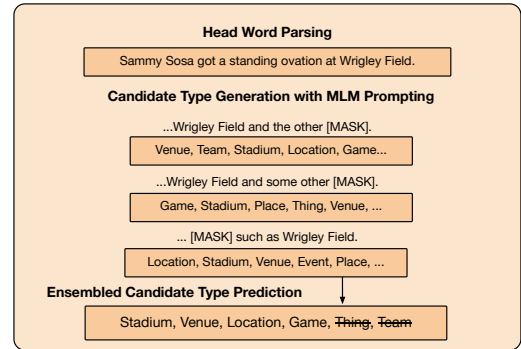 Head Word Parsing
Sammy Sosa got a standing ovation at Wrigley Field.
Candidate Type Generation with MLM Prompting
...Wrigley Field and the other [MASK].
Venue, Team, Stadium, Location, Game...
...Wrigley Field and some other [MASK].
Game, Stadium, Place, Thing, Venue, ...
... [MASK] such as Wrigley Field.
Location, Stadium, Venue, Event, Place, ...
Ensembled Candidate Type Prediction
Stadium, Venue, Location, Game, Thing, Team